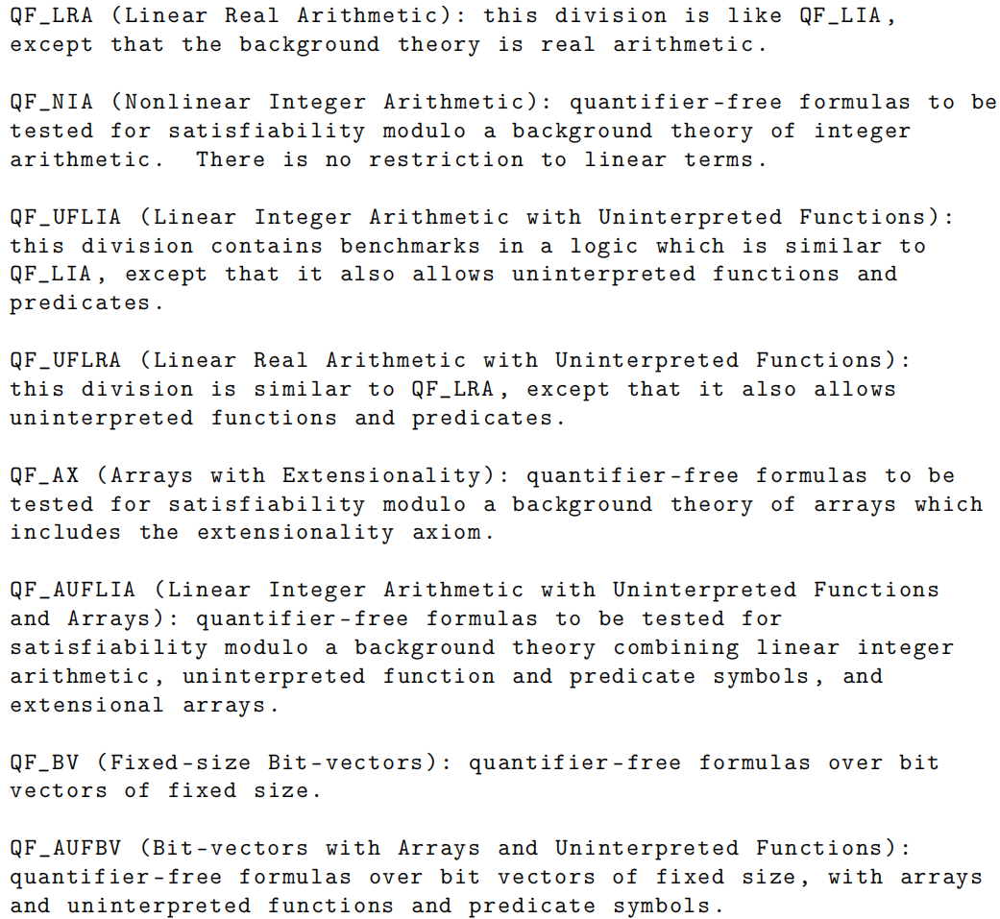 QF_LRA (Linear Real Arithmetic): this division is like QF_LIA,
except that the background theory is real arithmetic.
QF_NIA (Nonlinear Integer Arithmetic): quantifier-free formulas to be
tested for satisfiability modulo a background theory of integer
arithmetic.  There is no restriction to linear terms.
QF_UFLIA (Linear Integer Arithmetic with Uninterpreted Functions):
this division contains benchmarks in a logic which is similar to
QF_LIA, except that it also allows uninterpreted functions and
predicates.
QF_UFLRA (Linear Real Arithmetic with Uninterpreted Functions):
this division is similar to QF_LRA, except that it also allows
uninterpreted functions and predicates.
QF_AX (Arrays with Extensionality): quantifier-free formulas to be
tested for satisfiability modulo a background theory of arrays which
includes the extensionality axiom.
QF_AUFLIA (Linear Integer Arithmetic with Uninterpreted Functions
and Arrays): quantifier-free formulas to be tested for
satisfiability modulo a background theory combining linear integer
arithmetic, uninterpreted function and predicate symbols, and
extensional arrays.
QF_BV (Fixed-size Bit-vectors): quantifier-free formulas over bit
vectors of fixed size.
QF_AUFBV (Bit-vectors with Arrays and Uninterpreted Functions):
quantifier-free formulas over bit vectors of fixed size, with arrays
and uninterpreted functions and predicate symbols.